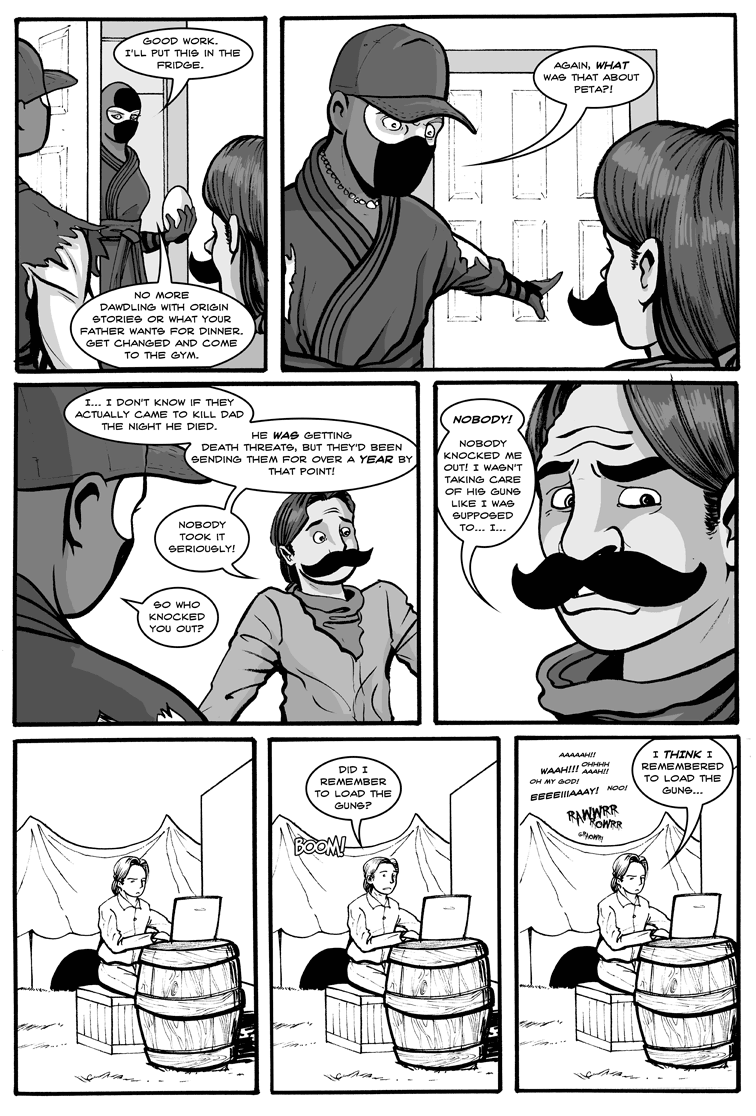 GOOD WORK.
I'LL PUT THIS IN THE
FRIDGE.
NO MORE
DAWDLING WITH ORIGIN
STORIES OR WHAT YOUR
FATHER WANTS FOR DINNER.
GET CHANGED AND COME
TO THE GYM.
AGAIN, WHAT
WAS THAT ABOUT
PETA?!
I... I DON'T KNOW IF THEY
ACTUALLY CAME TO KILL DAD
THE NIGHT HE DIED.
HE WAS GETTING
DEATH THREATS, BUT THEY'D BEEN
SENDING THEM FOR OVER A YEAR BY
THAT POINT!
NOBODY
TOOK IT
SERIOUSLY!
SO WHO
KNOCKED
YOU OUT?
NOBODY!
NOBODY
KNOCKED ME
OUT! I WASN'T
TAKING CARE
OF HIS GUNS
LIKE I WAS
SUPPOSED
TO... I...
DID I
REMEMBER
TO LOAD THE
GUNS?
BOOM!
AAAAAH!!
WAAH!!! OHHHH
AAAH!!
OH MY GOD!
EEEEIIIAAAY! NOO!
RAWWRR
ROWRR
I THINK I
REMEMBERED
TO LOAD THE
GUNS...